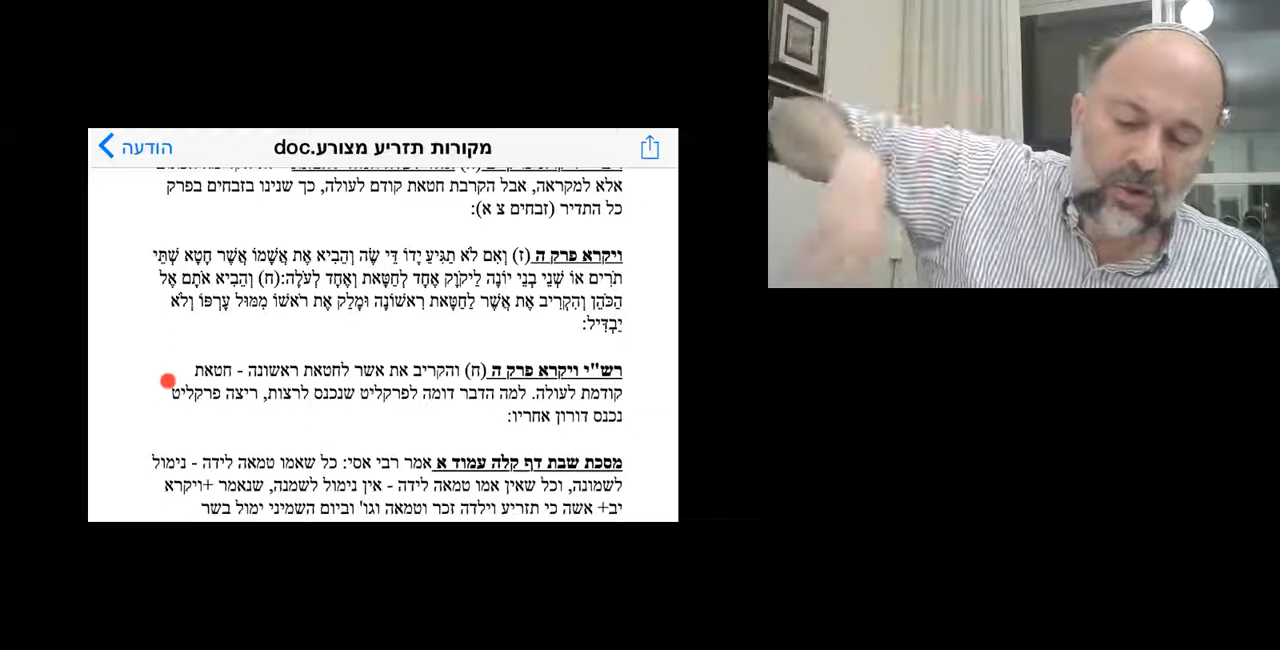 הודעה
מקורות תזריע מצורע.doc
אלא למקראה, אבל הקרבת חטאת קודם לעולה, כך שנינו בזבחים בפרק
כל התדיר (זבחים צ א):
ויקרא פרק ה (ז) וְאִם לֹא תַגִּיעַ יָדוֹ דֵּי שֶׂה וְהֵבִיא אֶת אֲשָׁמוֹ אֲשֶׁר חָטָא שְׁתֵּי
תֹרִים אוֹ שְׁנֵי בְנֵי יוֹנָה לַיקֹוָק אֶחָד לְחַטָּאת וְאֶחָד לְעֹלָה:(ח) וְהֵבִיא אֹתָם אֶל
הַכֹּהֵן וְהִקְרִיב אֶת אֲשֶׁר לַחַטָּאת רִאשׁוֹנָה וּמָלַק אֶת רֹאשׁוֹ מִמּוּל עָרְפּוֹ וְלֹא
יַבְדִּיל:
רש"י ויקרא פרק ה (ח) והקריב את אשר לחטאת ראשונה - חטאת
קודמת לעולה. למה הדבר דומה לפרקליט שנכנס לרצות, ריצה פרקליט
נכנס דורון אחריו:
מסכת שבת דף קלה עמוד א אמר רבי אסי: כל שאמו טמאה לידה - נימול
לשמונה, וכל שאין אמו טמאה לידה - אין נימול לשמנה, שנאמר +ויקרא
יב+ אשה כי תזריע וילדה זכר וטמאה וגו' וביום השמיני ימול בשר